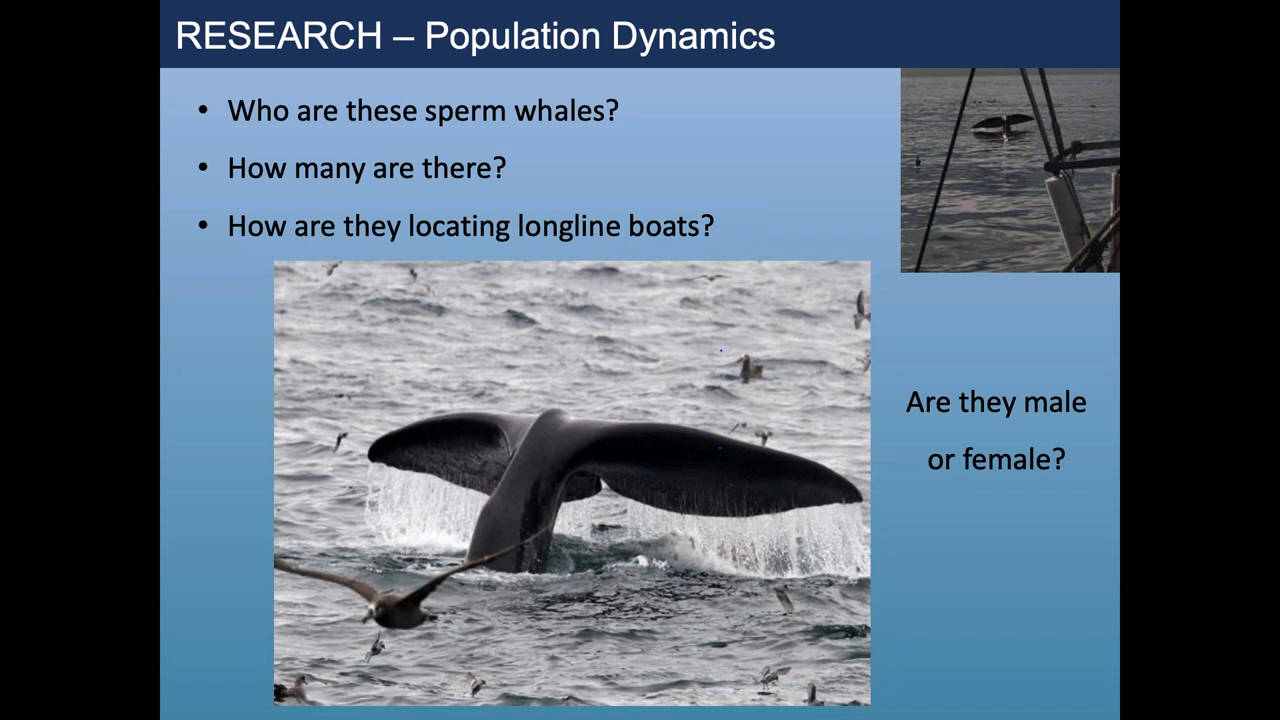 RESEARCH – Population Dynamics
• Who are these sperm whales?
• How many are there?
• How are they locating longline boats?
Are they male
or female?